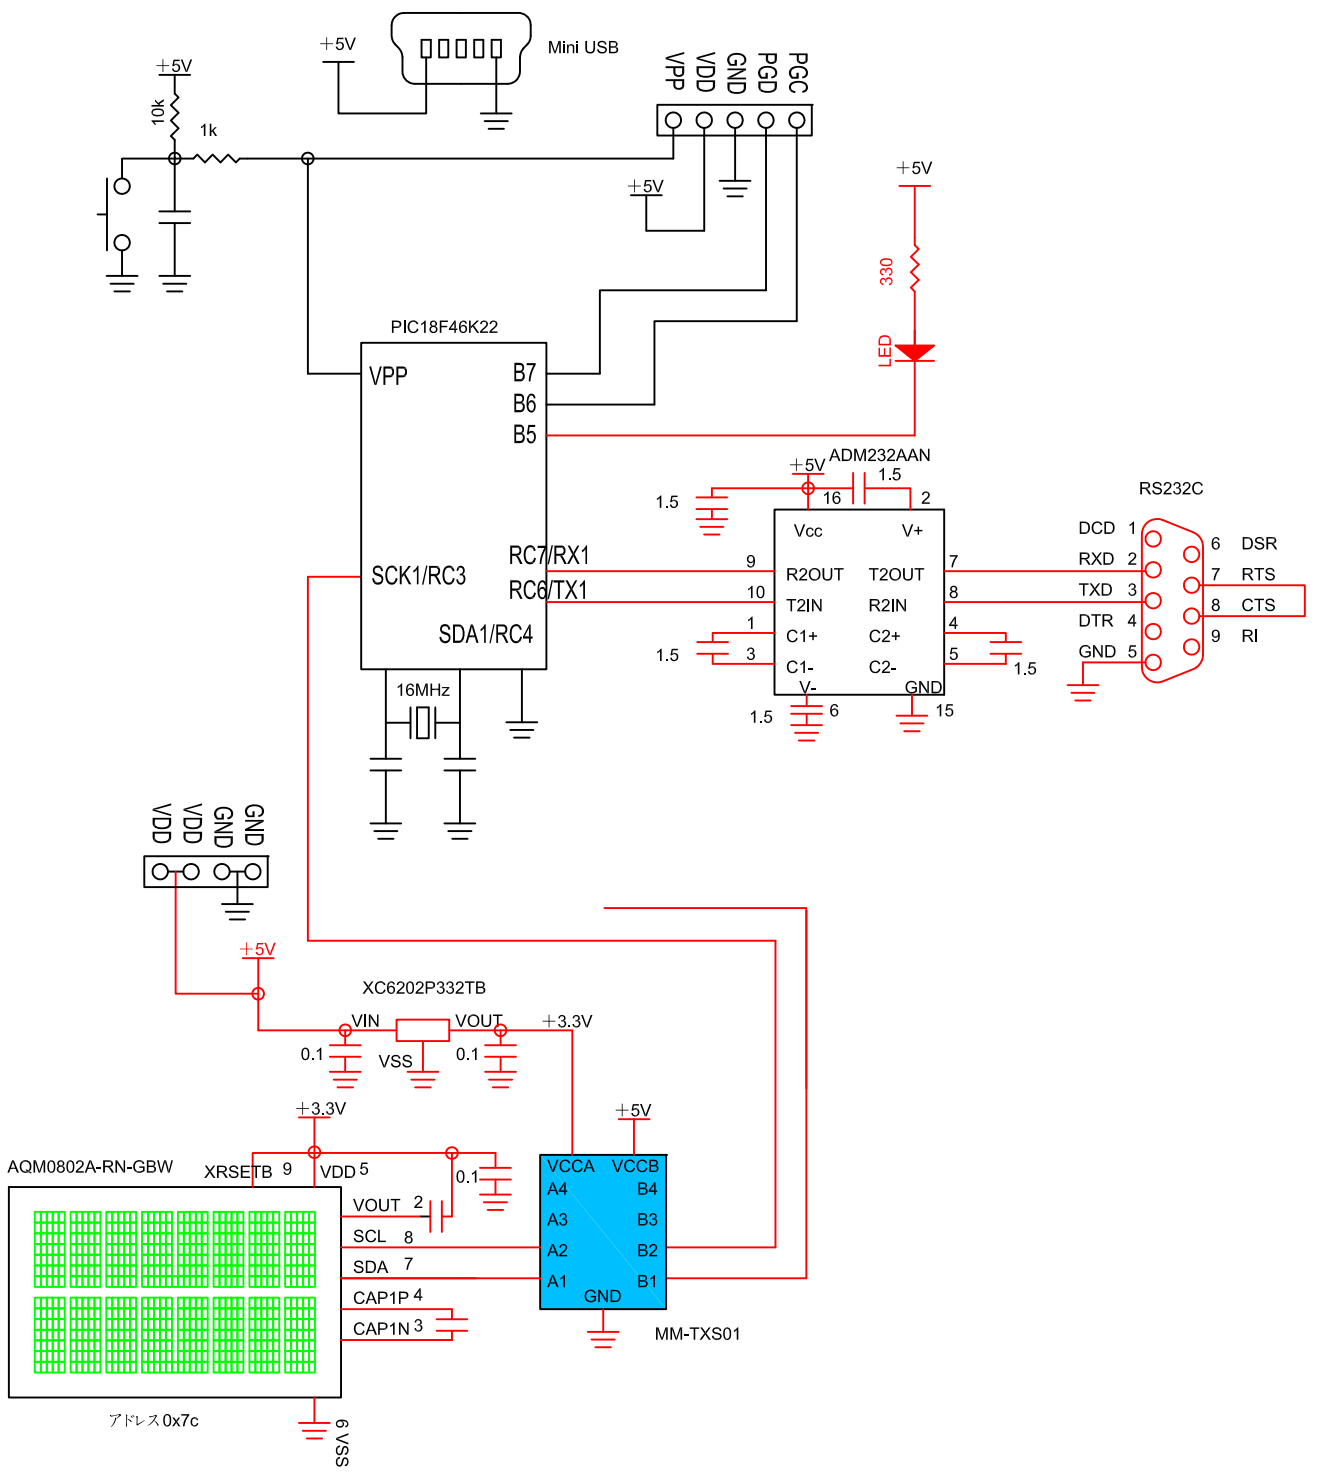 +5V
Mini USB
+5V
10k
1k
VPP
VDD
GND
PGD
PGC
+5V
+5V
330
LED
PIC18F46K22
VPP
B7
B6
B5
SCK1/RC3
RC7/RX1
RC6/TX1
SDA1/RC4
16MHz
ADM232AAN
+5V
1.5
1.5
16
2
Vcc
V+
9
R2OUT
T2OUT
7
10
T2IN
R2IN
8
1
C1+
C2+
4
1.5
3
C1-
C2-
5
1.5
V-
GND
1.5
6
15
RS232C
DCD 1
RXD 2
TXD 3
DTR 4
GND 5
6 DSR
7 RTS
8 CTS
9 RI
VDD
VDD
GND
GND
+5V
XC6202P332TB
VIN
VOUT
+3.3V
0.1
VSS
0.1
+3.3V
+5V
AQM0802A-RN-GBW
XRSETB 9
VDD 5
0.1
VOUT 2
SCL 8
SDA 7
CAP1P 4
CAP1N 3
VCCA
VCCB
A4
B4
A3
B3
A2
B2
A1
B1
GND
MM-TXS01
アドレス0x7c
6 VSS